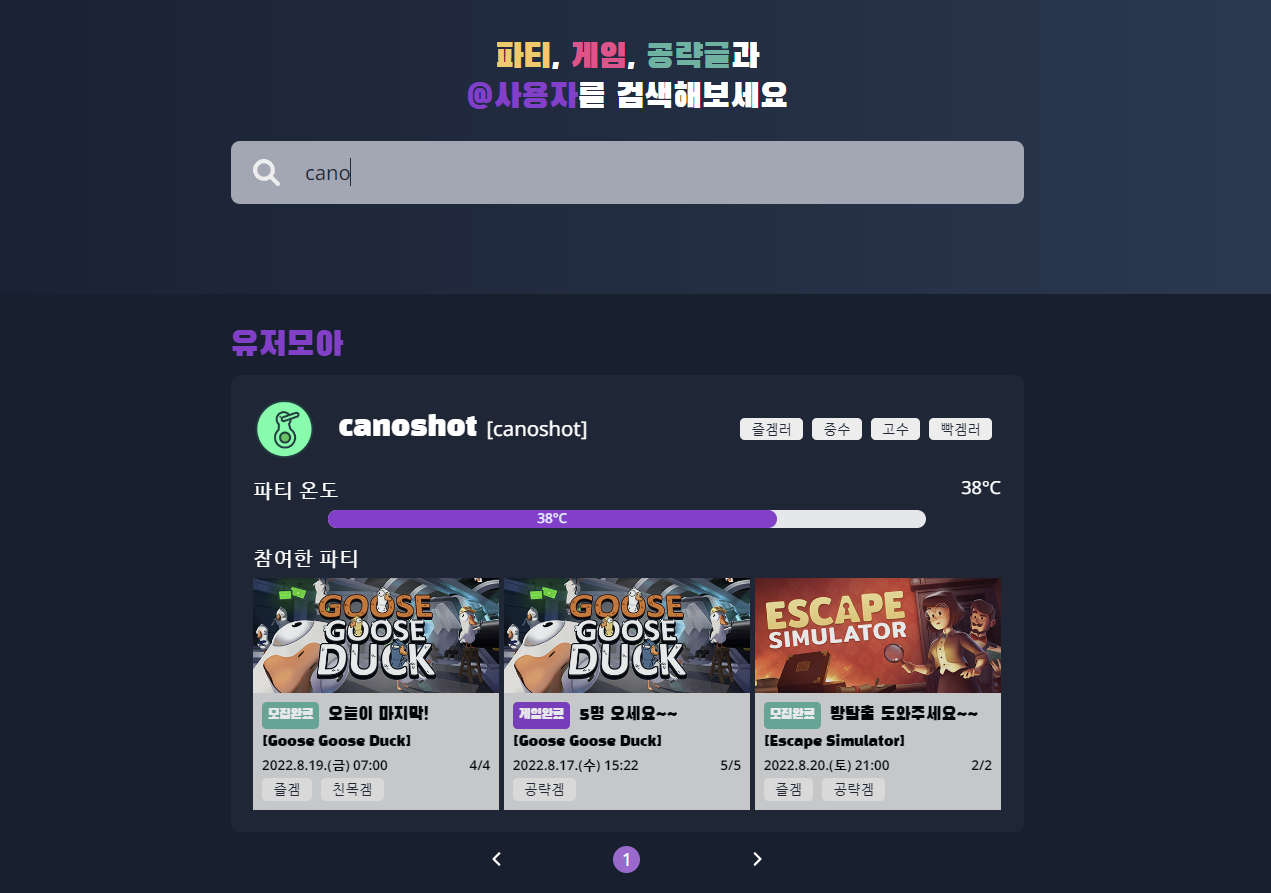 파티, 게임, 공략글과
@사용자를 검색해보세요
cano
유저모아
canoshot [canoshot] 즐겜러 중수 고수 빡겜러
파티 온도 38℃
38℃
참여한 파티
GOOSE GOOSE DUCK
GOOSE GOOSE DUCK
ESCAPE SIMULATOR
모집완료 오늘이 마지막!
[Goose Goose Duck]
2022.8.19.(금) 07:00 4/4
즐겜 친목겜
게임완료 5명 오세요~~
[Goose Goose Duck]
2022.8.17.(수) 15:22 5/5
공략겜
모집완료 방탈출 도와주세요~~
[Escape Simulator]
2022.8.20.(토) 21:00 2/2
즐겜 공략겜
1